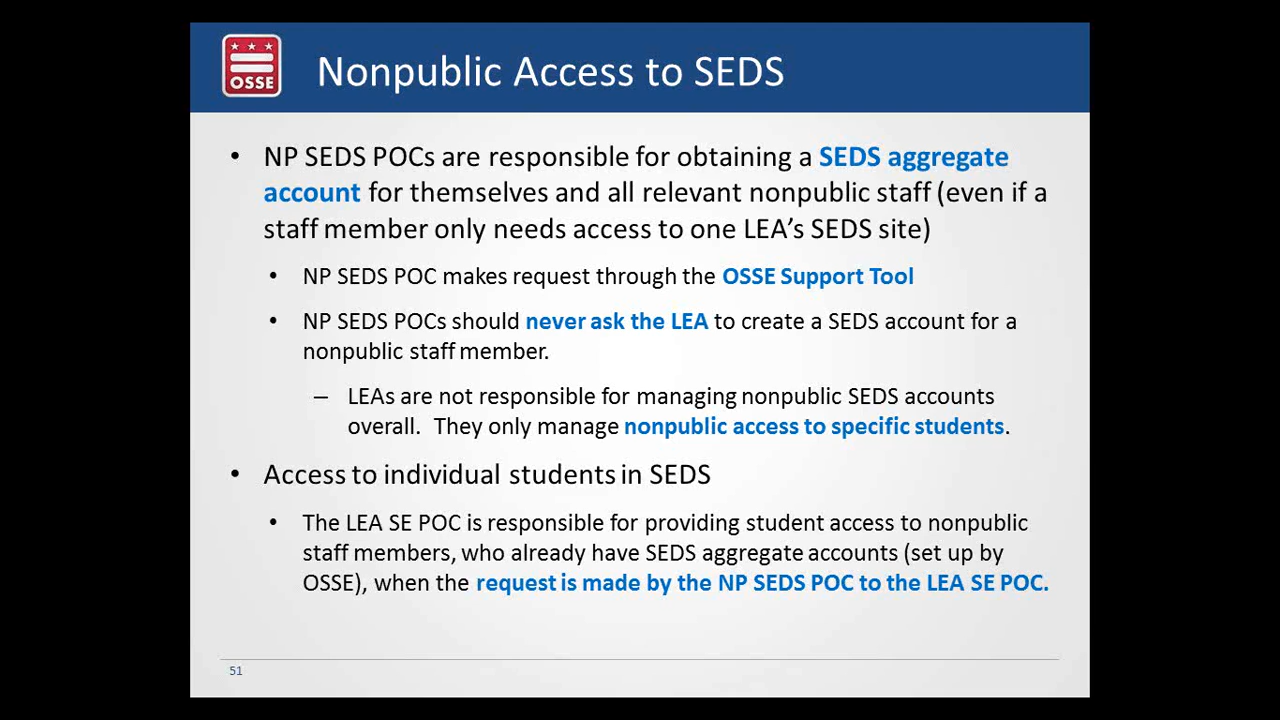 OSSE
Nonpublic Access to SEDS
• NP SEDS POCs are responsible for obtaining a SEDS aggregate
account for themselves and all relevant nonpublic staff (even if a
staff member only needs access to one LEA’s SEDS site)
• NP SEDS POC makes request through the OSSE Support Tool
• NP SEDS POCs should never ask the LEA to create a SEDS account for a
nonpublic staff member.
– LEAs are not responsible for managing nonpublic SEDS accounts
overall.  They only manage nonpublic access to specific students.
• Access to individual students in SEDS
• The LEA SE POC is responsible for providing student access to nonpublic
staff members, who already have SEDS aggregate accounts (set up by
OSSE), when the request is made by the NP SEDS POC to the LEA SE POC.
51